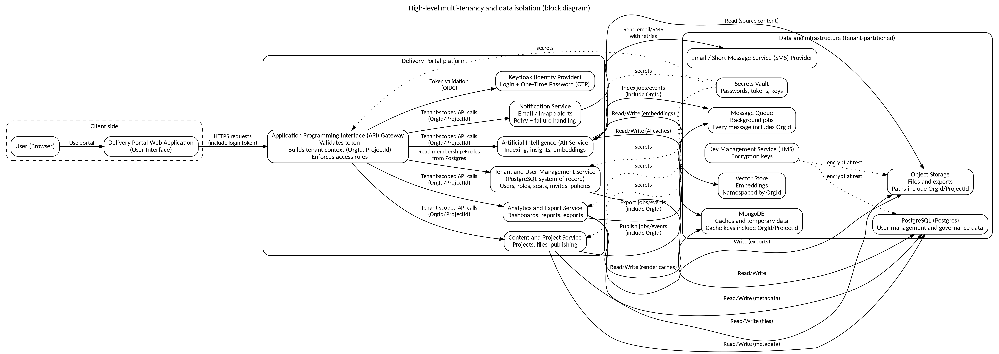 High-level multi-tenancy and data isolation (block diagram)
Client side
User (Browser)
Use portal
Delivery Portal Web Application
(User Interface)
HTTPS requests
(include login token)
Delivery Portal platform
Application Programming Interface (API) Gateway
- Validates token
- Builds tenant context (OrgId, ProjectId)
- Enforces access rules
Token validation
(OIDC)
Tenant-scoped API calls
(OrgId/ProjectId)
Tenant-scoped API calls
(OrgId/ProjectId)
Read membership + roles
from Postgres
Tenant-scoped API calls
(OrgId/ProjectId)
Tenant-scoped API calls
(OrgId/ProjectId)
Keycloak (Identity Provider)
Login + One-Time Password (OTP)
Notification Service
Email / In-app alerts
Retry + failure handling
Artificial Intelligence (AI) Service
Indexing, insights, embeddings
Tenant and User Management Service
(PostgreSQL system of record)
Users, roles, seats, invites, policies
Analytics and Export Service
Dashboards, reports, exports
Content and Project Service
Projects, files, publishing
secrets
Send email/SMS
with retries
secrets
Index jobs/events
(include OrgId)
Read/Write (embeddings)
Read/Write (AI caches)
secrets
secrets
secrets
Export jobs/events
(include OrgId)
Publish jobs/events
(include OrgId)
Read/Write (render caches)
Read (source content)
Data and infrastructure (tenant-partitioned)
Email / Short Message Service (SMS) Provider
Secrets Vault
Passwords, tokens, keys
Message Queue
Background jobs
Every message includes OrgId
Key Management Service (KMS)
Encryption keys
Vector Store
Embeddings
Namespaced by OrgId
MongoDB
Caches and temporary data
Cache keys include OrgId/ProjectId
encrypt at rest
encrypt at rest
Object Storage
Files and exports
Paths include OrgId/ProjectId
PostgreSQL (Postgres)
User management and governance data
Write (exports)
Read/Write
Read/Write (metadata)
Read/Write (files)
Read/Write (metadata)